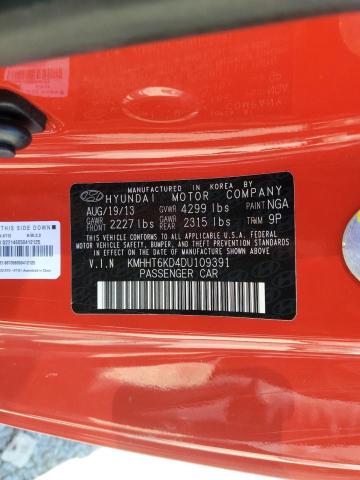 MANUFACTURED IN KOREA BY
HYUNDAI MOTOR COMPANY
AUG/19/13 GVWR 4299 lbs PAINT NGA
GAWR FRONT 2227 lbs GAWR REAR 2315 lbs TRIM 9P
THIS VEHICLE CONFORMS TO ALL APPLICABLE U.S.
FEDERAL MOTOR VEHICLE SAFETY, BUMPER, AND THEFT
PREVENTION STANDARDS IN EFFECT ON THE DATE OF
MANUFACTURE SHOWN ABOVE.
V.I.N KMHHT6KD4DU109391
PASSENGER CAR
THIS SIDE DOWN